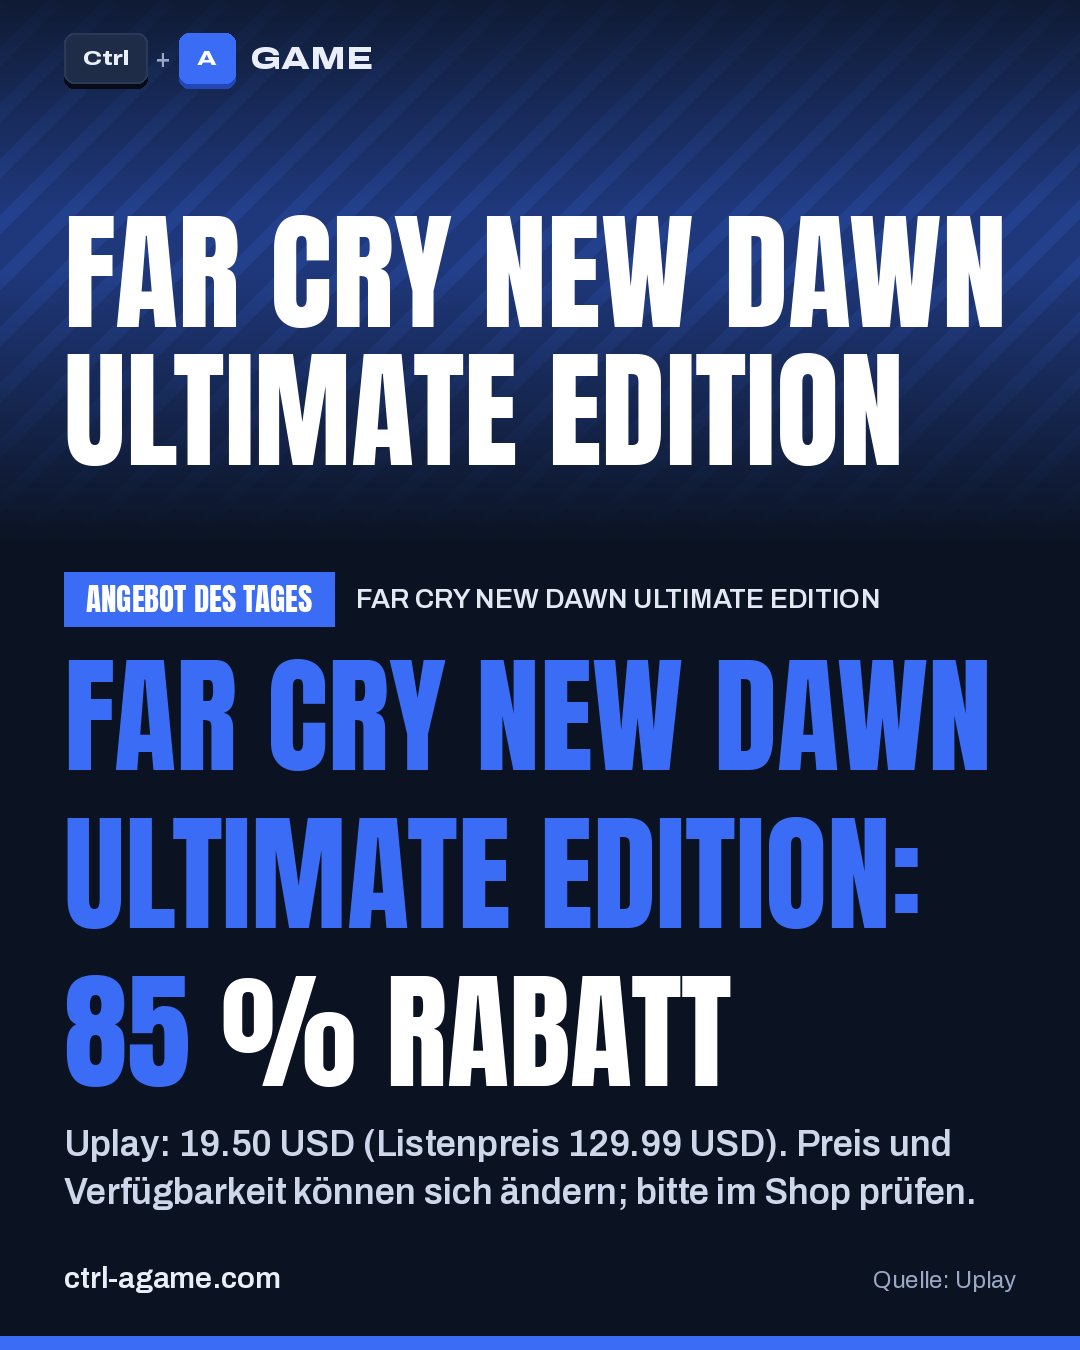 Ctrl + A GAME
FAR CRY NEW DAWN
ULTIMATE EDITION
ANGEBOT DES TAGES FAR CRY NEW DAWN ULTIMATE EDITION
FAR CRY NEW DAWN
ULTIMATE EDITION:
85 % RABATT
Uplay: 19.50 USD (Listenpreis 129.99 USD). Preis und
Verfügbarkeit können sich ändern; bitte im Shop prüfen.
ctrl-agame.com Quelle: Uplay